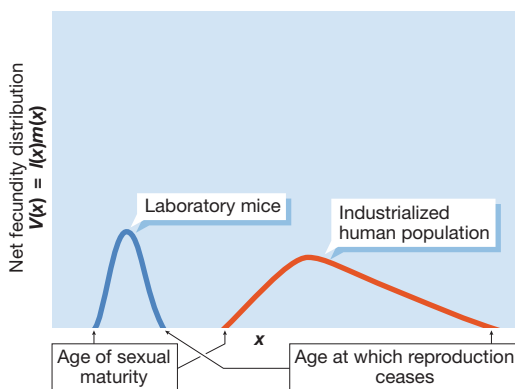 Net fecundity distribution
V(x) = l(x)m(x)
Laboratory mice
Industrialized
human population
x
Age of sexual
maturity
Age at which reproduction
ceases